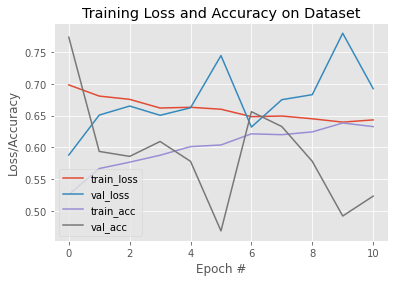 Training Loss and Accuracy on Dataset
Loss/Accuracy
0.75
0.70
0.65
0.60
0.55
0.50
train_loss
val_loss
train_acc
val_acc
0 2 4 6 8 10
Epoch #